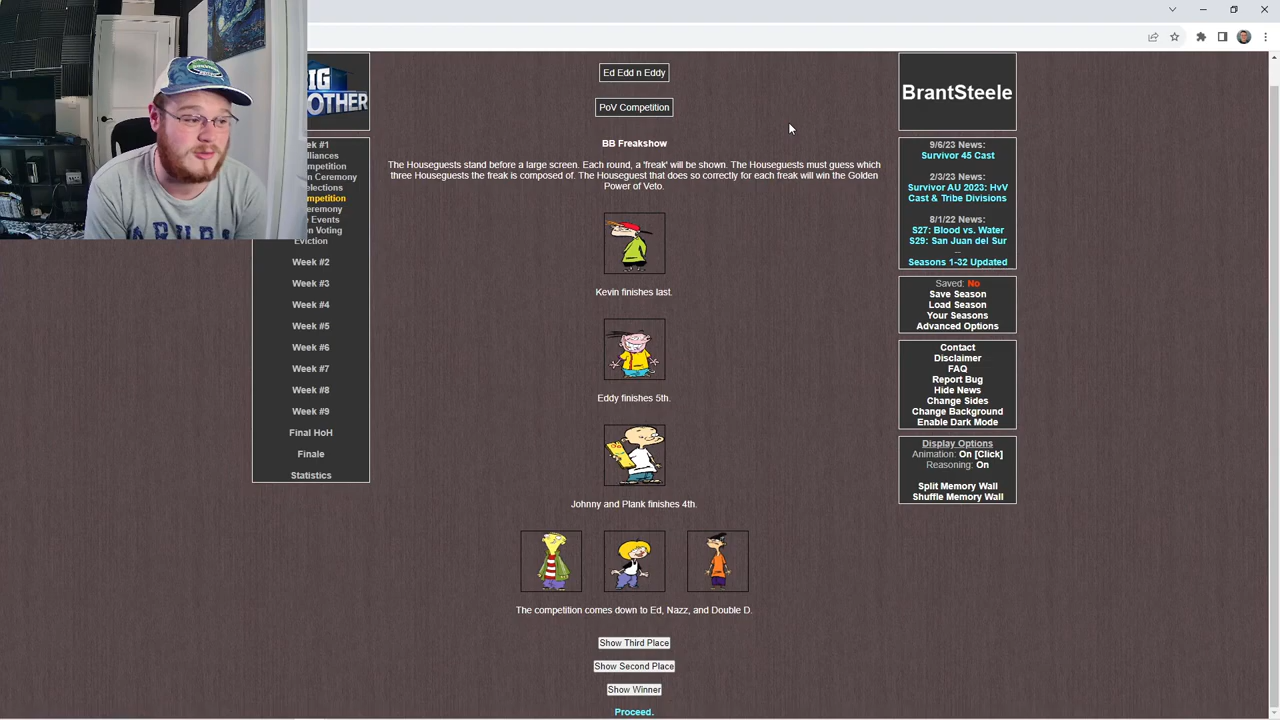 Ed Edd n Eddy
PoV Competition
BB Freakshow
The Houseguests stand before a large screen. Each round, a 'freak' will be shown. The Houseguests must guess which
three Houseguests the freak is composed of. The Houseguest that does so correctly for each freak will win the Golden
Power of Veto.
Kevin finishes last.
Eddy finishes 5th.
Johnny and Plank finishes 4th.
The competition comes down to Ed, Nazz, and Double D.
Show Third Place
Show Second Place
Show Winner
Proceed.
Week #2
Week #3
Week #4
Week #5
Week #6
Week #7
Week #8
Week #9
Final HoH
Finale
Statistics
BrantSteele
9/6/23 News:
Survivor 45 Cast
2/3/23 News:
Survivor AU 2023: HvV
Cast & Tribe Divisions
8/1/22 News:
S27: Blood vs. Water
S29: San Juan del Sur
Seasons 1-32 Updated
Saved: No
Save Season
Load Season
Your Seasons
Advanced Options
Contact
Disclaimer
FAQ
Report Bug
Hide News
Change Sides
Change Background
Enable Dark Mode
Display Options
Animation: On [Click]
Reasoning: On
Split Memory Wall
Shuffle Memory Wall
Eviction